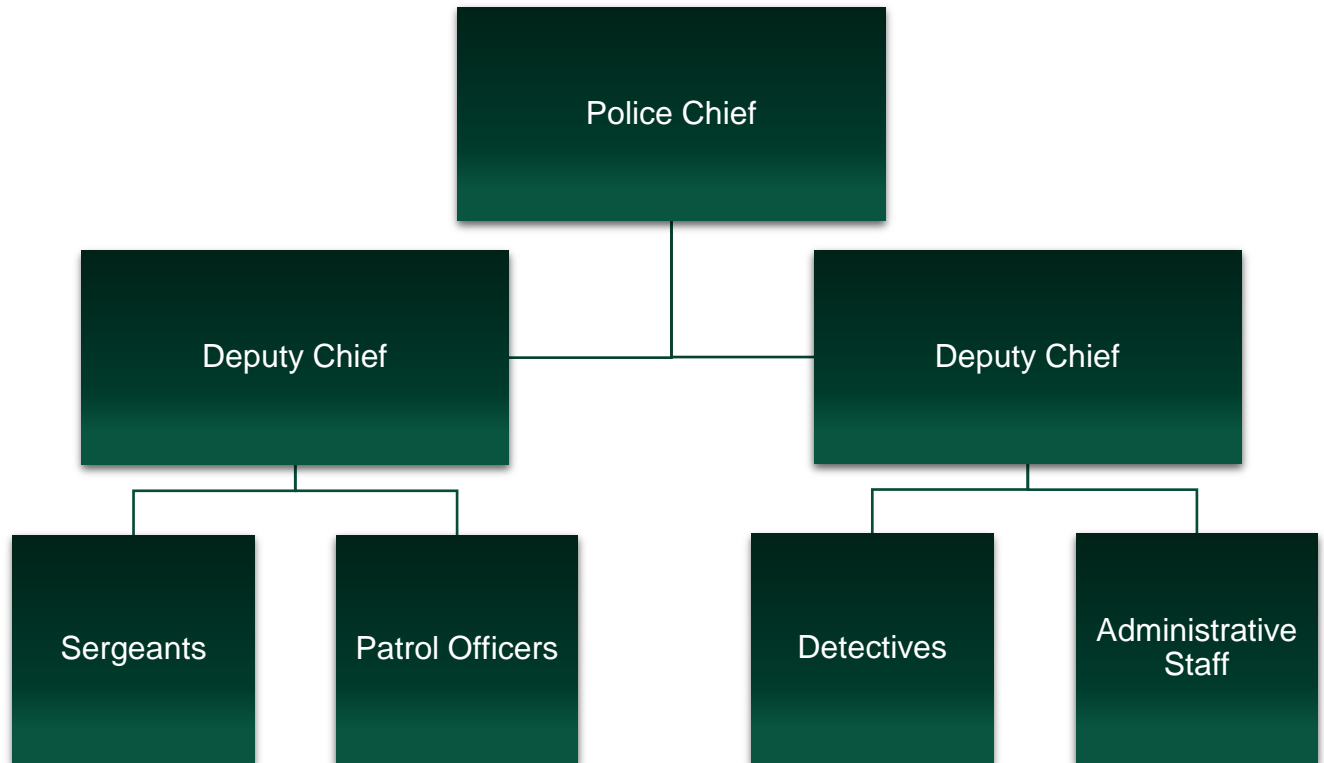 Police Chief
Deputy Chief
Deputy Chief
Sergeants
Patrol Officers
Detectives
Administrative
Staff